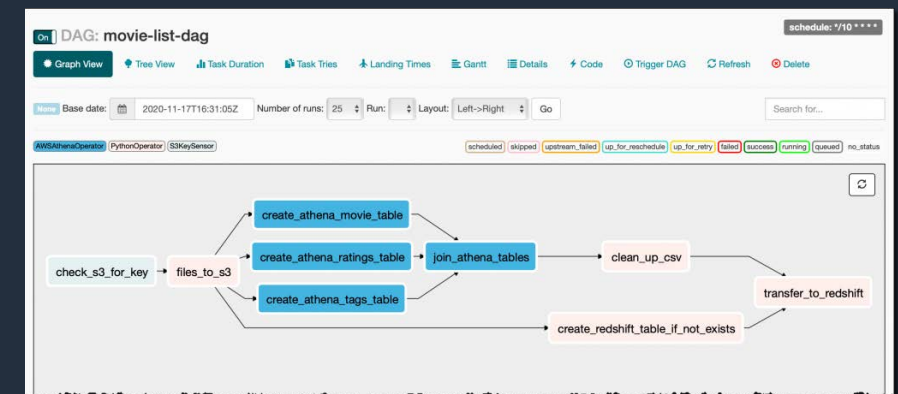 On DAG: movie-list-dag schedule: */10 * * * *
Graph View Tree View Task Duration Task Tries Landing Times Gantt Details Code Trigger DAG Refresh Delete
None Base date: 2020-11-17T16:31:05Z Number of runs: 25 Run: Layout: Left->Right Go Search for...
AWSAthenaOperator PythonOperator S3KeySensor scheduled skipped upstream_failed up_for_reschedule up_for_retry failed success running queued no_status
create_athena_movie_table
check_s3_for_key files_to_s3 create_athena_ratings_table join_athena_tables clean_up_csv
create_athena_tags_table transfer_to_redshift
create_redshift_table_if_not_exists